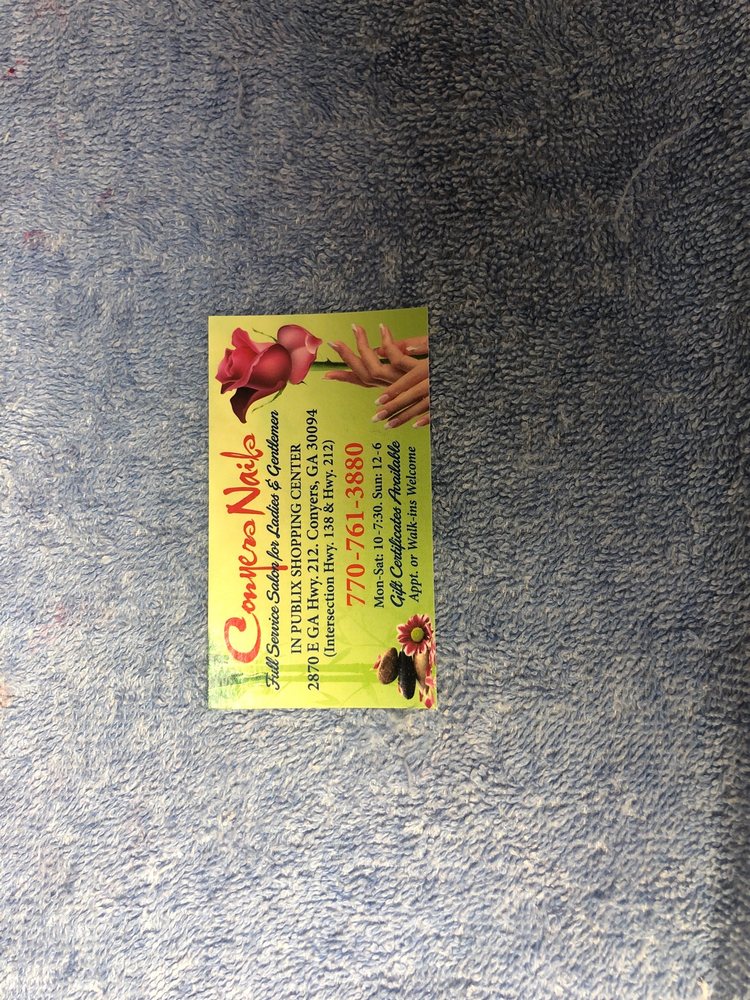 Conyers Nails
Full Service Salon for Ladies & Gentlemen
IN PUBLIX SHOPPING CENTER
2870 E GA Hwy. 212. Conyers, GA 30094
(Intersection Hwy. 138 & Hwy. 212)
770-761-3880
Mon-Sat: 10-7:30. Sun: 12-6
Gift Certificates Available
Appt. or Walk-ins Welcome